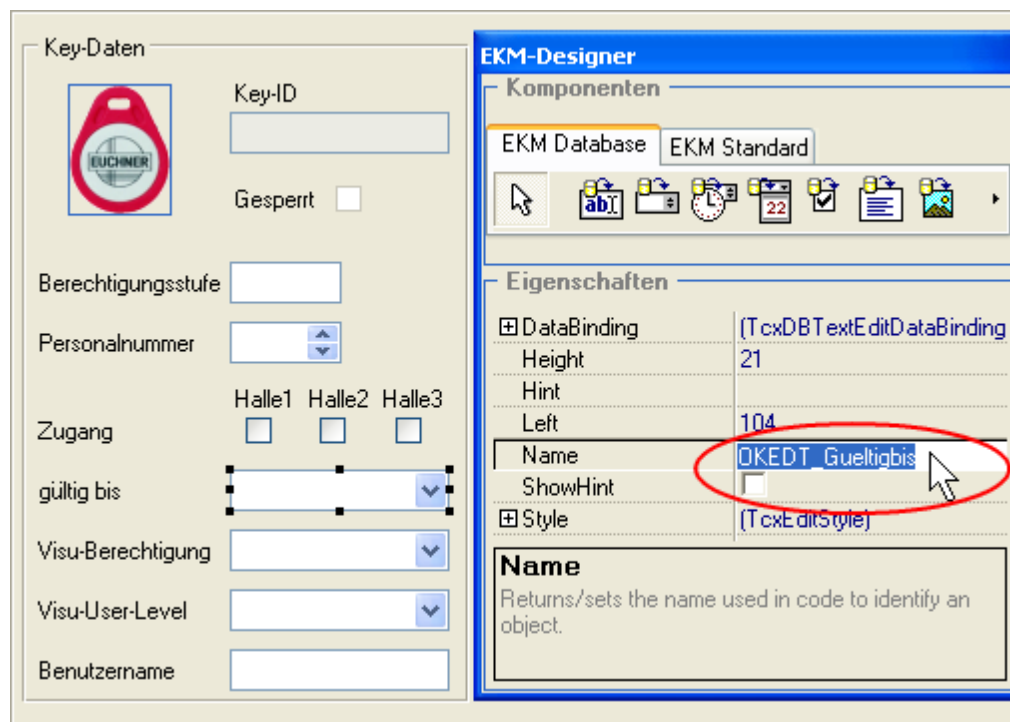 Key-Daten
Key-ID
EUCHNER
Gesperrt
Berechtigungsstufe
Personalnummer
Halle1 Halle2 Halle3
Zugang
gültig bis
Visu-Berechtigung
Visu-User-Level
Benutzername
EKM-Designer
Komponenten
EKM Database EKM Standard
abI
22
Eigenschaften
DataBinding (TcxDBTextEditDataBinding
Height 21
Hint
Left 104
Name OKEDT_Gueltigbis
ShowHint
Style (TcxEditStyle)
Name
Returns/sets the name used in code to identify an
object.